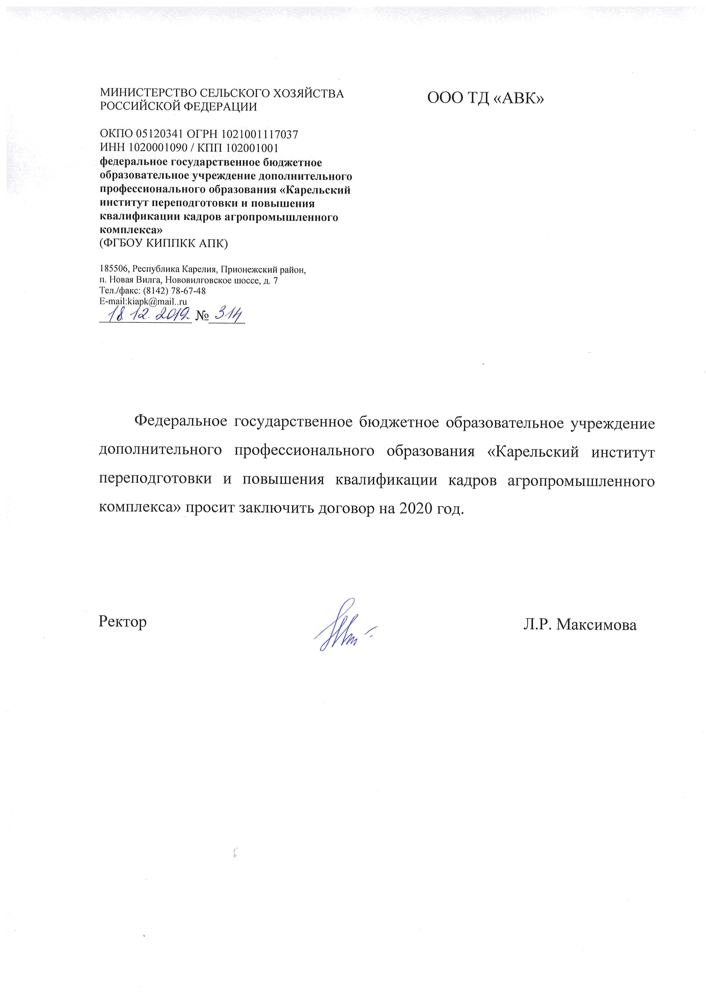 МИНИСТЕРСТВО СЕЛЬСКОГО ХОЗЯЙСТВА
РОССИЙСКОЙ ФЕДЕРАЦИИ
ОКПО 05120341 ОГРН 1021001117037
ИНН 1020001090 / КПП 102001001
федеральное государственное бюджетное
образовательное учреждение дополнительного
профессионального образования «Карельский
институт переподготовки и повышения
квалификации кадров агропромышленного
комплекса»
(ФГБОУ КИППКК АПК)
185506, Республика Карелия, Прионежский район,
п. Новая Вилга, Нововилговское шоссе, д. 7
Тел./факс: (8142) 78-67-48
E-mail:kiapk@mail..ru
18.12.2019 № 314
ООО ТД «АВК»
Федеральное государственное бюджетное образовательное учреждение
дополнительного профессионального образования «Карельский институт
переподготовки и повышения квалификации кадров агропромышленного
комплекса» просит заключить договор на 2020 год.
Ректор Л.Р. Максимова